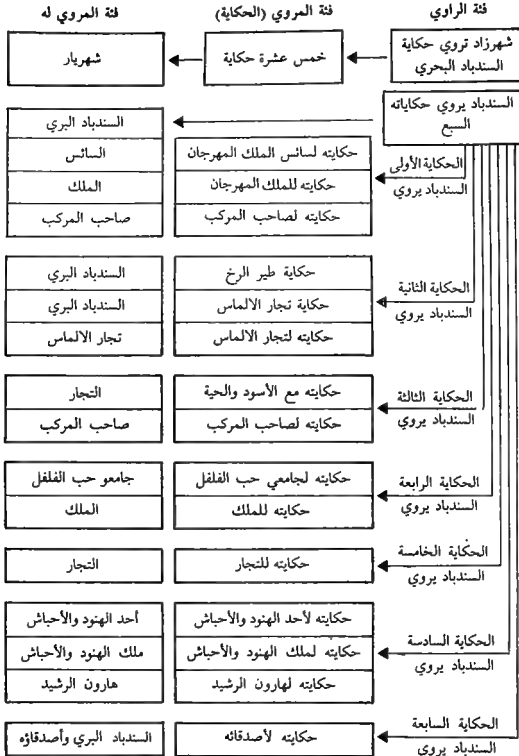 فئة الراوي
فئة المروي (الحكاية)
فئة المروي له
شهرزاد تروي حكاية
السندباد البحري
خمس عشرة حكاية
شهريار
السندباد يروي حكاياته
السبع
السندباد البري
الحكاية الأولى
السندباد يروي
حكايته لسائس الملك المهرجان
السائس
حكايته للملك المهرجان
الملك
حكايته لصاحب المركب
صاحب المركب
الحكاية الثانية
السندباد يروي
حكاية طير الرخ
السندباد البري
حكاية تجار الالماس
السندباد البري
حكايته لتجار الالماس
تجار الالماس
الحكاية الثالثة
السندباد يروي
حكايته مع الأسود والحية
التجار
حكايته لصاحب المركب
صاحب المركب
الحكاية الرابعة
السندباد يروي
حكايته لجامعي حب الفلفل
جامعو حب الفلفل
حكايته للملك
الملك
الحكاية الخامسة
السندباد يروي
حكايته للتجار
التجار
الحكاية السادسة
السندباد يروي
حكايته لأحد الهنود والأحباش
أحد الهنود والأحباش
حكايته لملك الهنود والأحباش
ملك الهنود والأحباش
حكايته لهارون الرشيد
هارون الرشيد
الحكاية السابعة
السندباد يروي
حكايته لأصدقائه
السندباد البري وأصدقاؤه